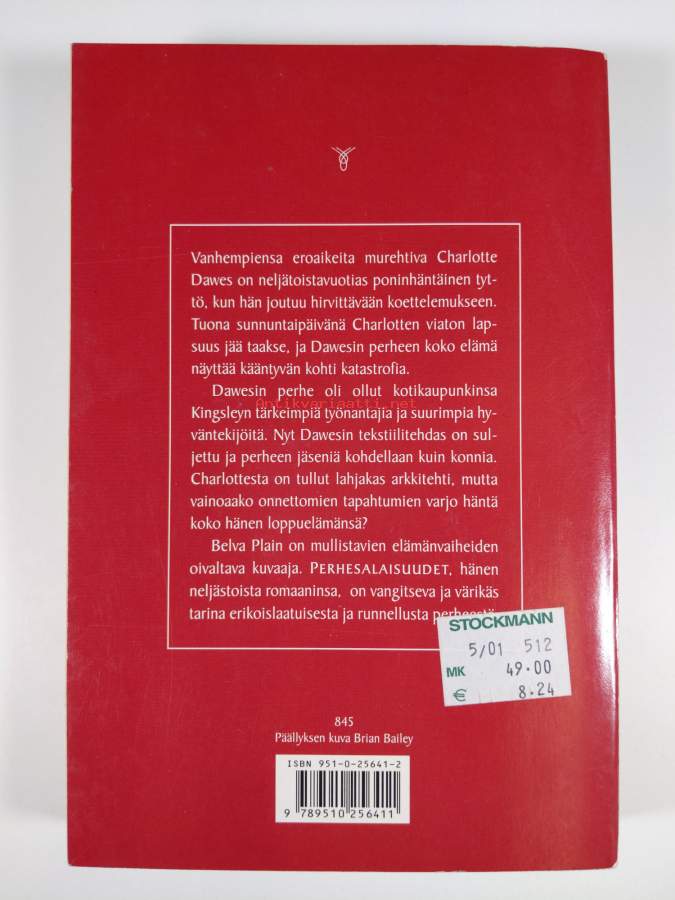 Vanhempiensa eroaikeita murehtiva Charlotte
Dawes on neljätoistavuotias poninhäntäinen tyt-
tö, kun hän joutuu hirvittävään koettelemukseen.
Tuona sunnuntaipäivänä Charlotten viaton lap-
suus jää taakse, ja Dawesin perheen koko elämä
näyttää kääntyvän kohti katastrofia.
Dawesin perhe oli ollut kotikaupunkinsa
Antikvariaatti.net
Kingsleyn tärkeimpiä työnantajia ja suurimpia hy-
väntekijöitä. Nyt Dawesin tekstiilitehdas on sul-
jettu ja perheen jäseniä kohdellaan kuin konnia.
Charlottesta on tullut lahjakas arkkitehti, mutta
vainoaako onnettomien tapahtumien varjo häntä
koko hänen loppuelämänsä?
Belva Plain on mullistavien elämänvaiheiden
oivaltava kuvaaja. PERHESALAISUUDET, hänen
neljästoista romaaninsa, on vangitseva ja värikäs
tarina erikoislaatuisesta ja runnellusta perheestä.
STOCKMANN
5/01 512
MK 49.00
€ 8.24
845
Päällyksen kuva Brian Bailey
ISBN 951-0-25641-2
9 789510 256411